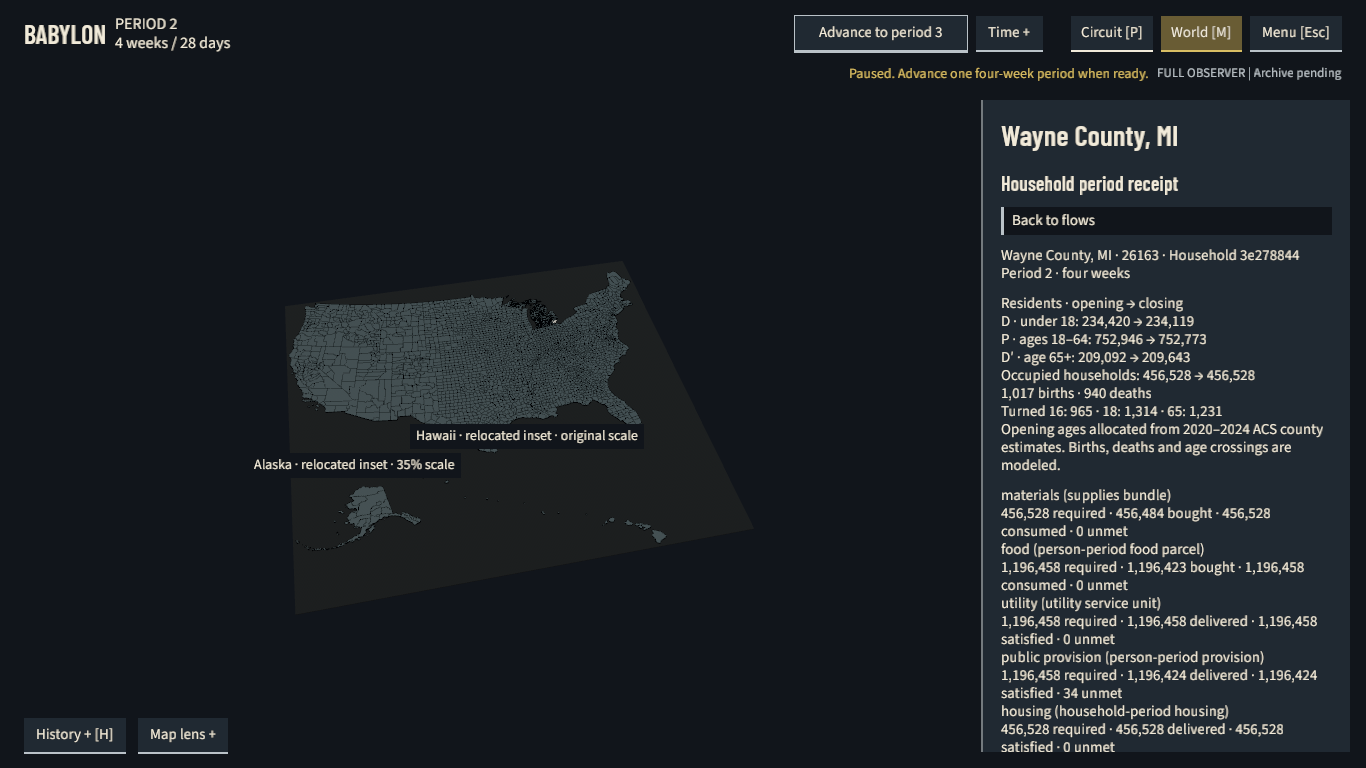 BABYLON
PERIOD 2
4 weeks / 28 days
Advance to period 3
Time +
Circuit [P]
World [M]
Menu [Esc]
Paused. Advance one four-week period when ready.
FULL OBSERVER | Archive pending
Wayne County, MI
Household period receipt
Back to flows
Wayne County, MI · 26163 · Household 3e278844
Period 2 · four weeks
Residents · opening → closing
D · under 18: 234,420 → 234,119
P · ages 18–64: 752,946 → 752,773
D′ · age 65+: 209,092 → 209,643
Occupied households: 456,528 → 456,528
1,017 births · 940 deaths
Turned 16: 965 · 18: 1,314 · 65: 1,231
Opening ages allocated from 2020–2024 ACS county
estimates. Births, deaths and age crossings are
modeled.
materials (supplies bundle)
456,528 required · 456,484 bought · 456,528
consumed · 0 unmet
food (person-period food parcel)
1,196,458 required · 1,196,423 bought · 1,196,458
consumed · 0 unmet
utility (utility service unit)
1,196,458 required · 1,196,458 delivered · 1,196,458
satisfied · 0 unmet
public provision (person-period provision)
1,196,458 required · 1,196,424 delivered · 1,196,424
satisfied · 34 unmet
housing (household-period housing)
456,528 required · 456,528 delivered · 456,528
satisfied · 0 unmet
Hawaii · relocated inset · original scale
Alaska · relocated inset · 35% scale
History + [H]
Map lens +